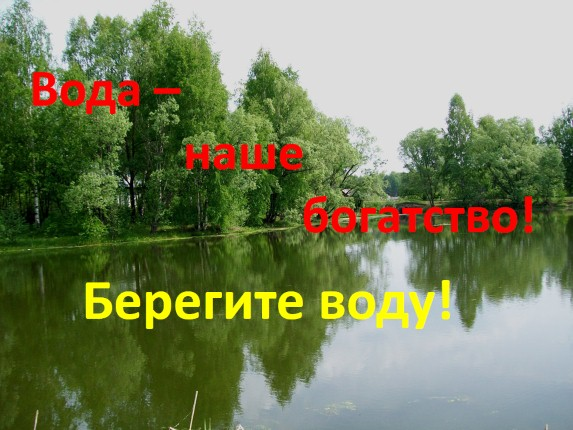 Вода –
наше
богатство!
Берегите воду!